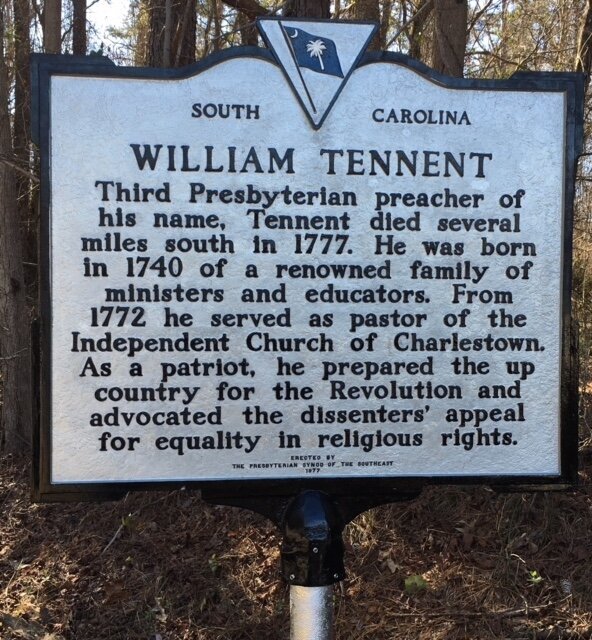 SOUTH CAROLINA
WILLIAM TENNENT
Third Presbyterian preacher of
his name, Tennent died several
miles south in 1777. He was born
in 1740 of a renowned family of
ministers and educators. From
1772 he served as pastor of the
Independent Church of Charlestown.
As a patriot, he prepared the up
country for the Revolution and
advocated the dissenters' appeal
for equality in religious rights.
ERECTED BY
THE PRESBYTERIAN SYNOD OF THE SOUTHEAST
1977